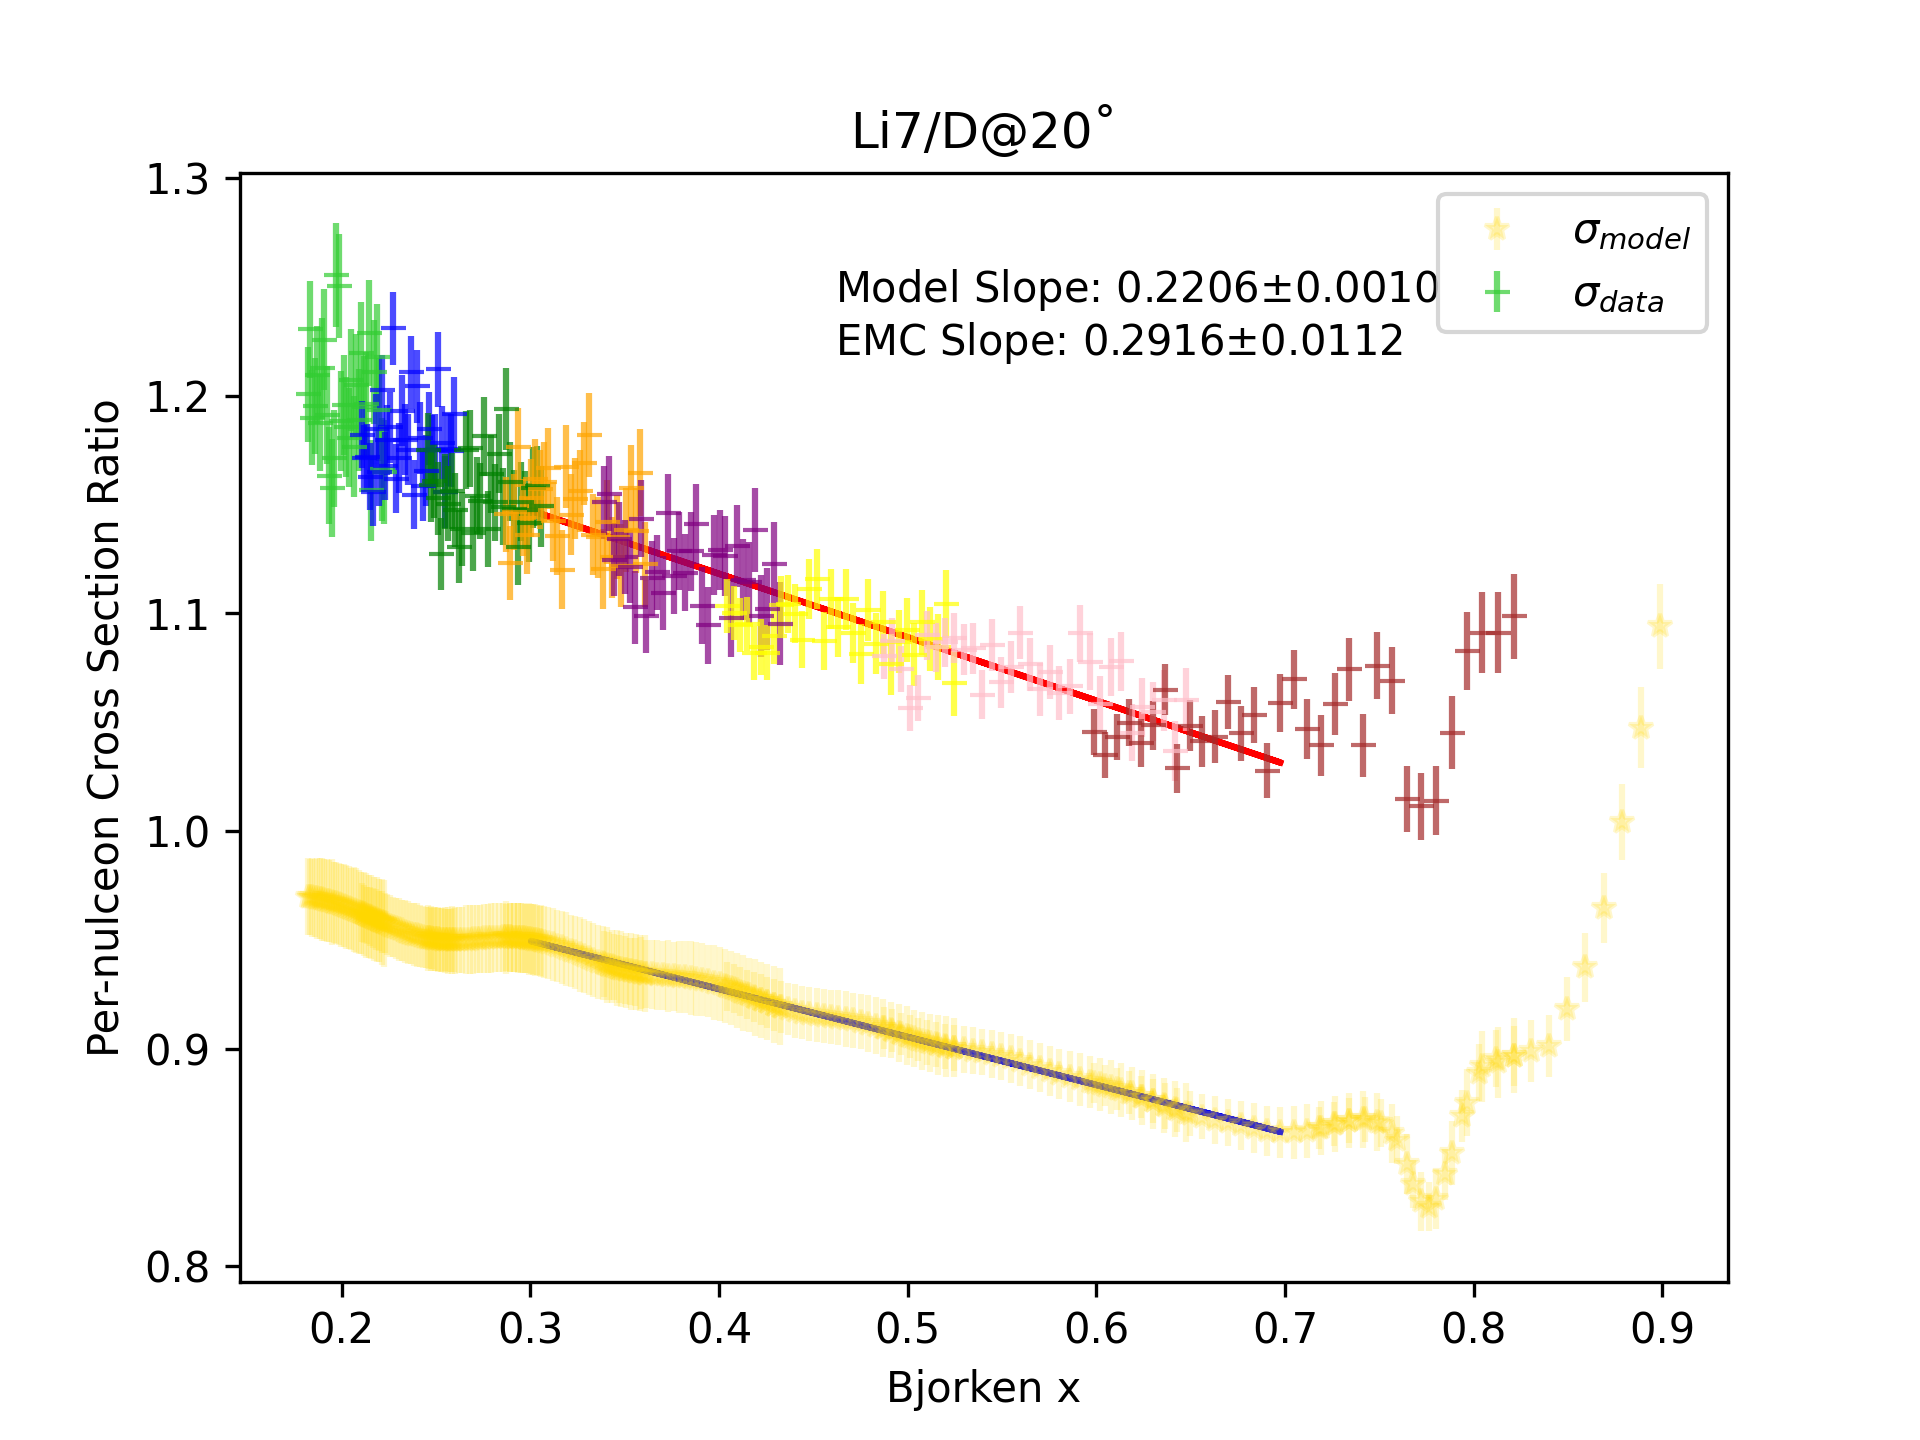 Li7/D@20˚
σmodel
σdata
Model Slope: 0.2206±0.0010
EMC Slope: 0.2916±0.0112
Per-nulceon Cross Section Ratio
1.3
1.2
1.1
1.0
0.9
0.8
0.2 0.3 0.4 0.5 0.6 0.7 0.8 0.9
Bjorken x